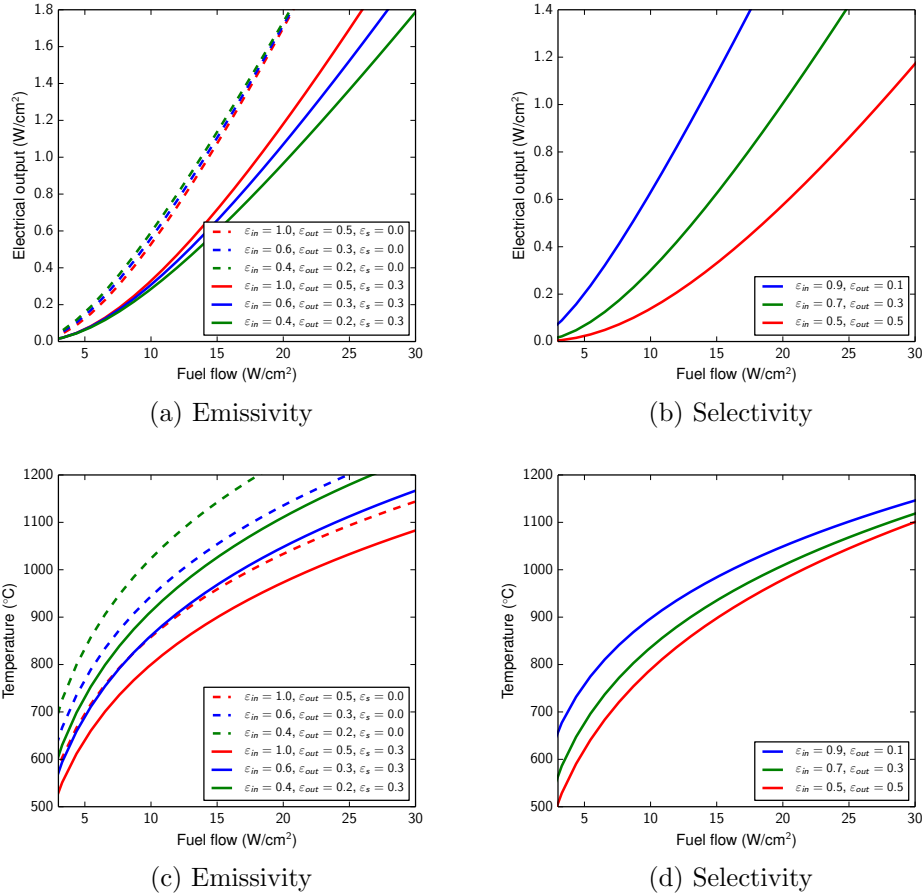 1.8
1.6
1.4
1.2
1.0
0.8
0.6
0.4
0.2
0.0
Electrical output (W/cm²)
5 10 15 20 25 30
Fuel flow (W/cm²)
ε_in = 1.0, ε_out = 0.5, ε_s = 0.0
ε_in = 0.6, ε_out = 0.3, ε_s = 0.0
ε_in = 0.4, ε_out = 0.2, ε_s = 0.0
ε_in = 1.0, ε_out = 0.5, ε_s = 0.3
ε_in = 0.6, ε_out = 0.3, ε_s = 0.3
ε_in = 0.4, ε_out = 0.2, ε_s = 0.3
(a) Emissivity
1.4
1.2
1.0
0.8
0.6
0.4
0.2
0.0
Electrical output (W/cm²)
5 10 15 20 25 30
Fuel flow (W/cm²)
ε_in = 0.9, ε_out = 0.1
ε_in = 0.7, ε_out = 0.3
ε_in = 0.5, ε_out = 0.5
(b) Selectivity
1200
1100
1000
900
800
700
600
500
Temperature (°C)
5 10 15 20 25 30
Fuel flow (W/cm²)
ε_in = 1.0, ε_out = 0.5, ε_s = 0.0
ε_in = 0.6, ε_out = 0.3, ε_s = 0.0
ε_in = 0.4, ε_out = 0.2, ε_s = 0.0
ε_in = 1.0, ε_out = 0.5, ε_s = 0.3
ε_in = 0.6, ε_out = 0.3, ε_s = 0.3
ε_in = 0.4, ε_out = 0.2, ε_s = 0.3
(c) Emissivity
1200
1100
1000
900
800
700
600
500
Temperature (°C)
5 10 15 20 25 30
Fuel flow (W/cm²)
ε_in = 0.9, ε_out = 0.1
ε_in = 0.7, ε_out = 0.3
ε_in = 0.5, ε_out = 0.5
(d) Selectivity